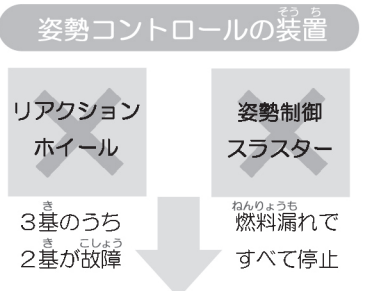 姿勢コントロールの装置
リアクション
ホイール
姿勢制御
スラスター
3基のうち
2基が故障
燃料漏れで
すべて停止